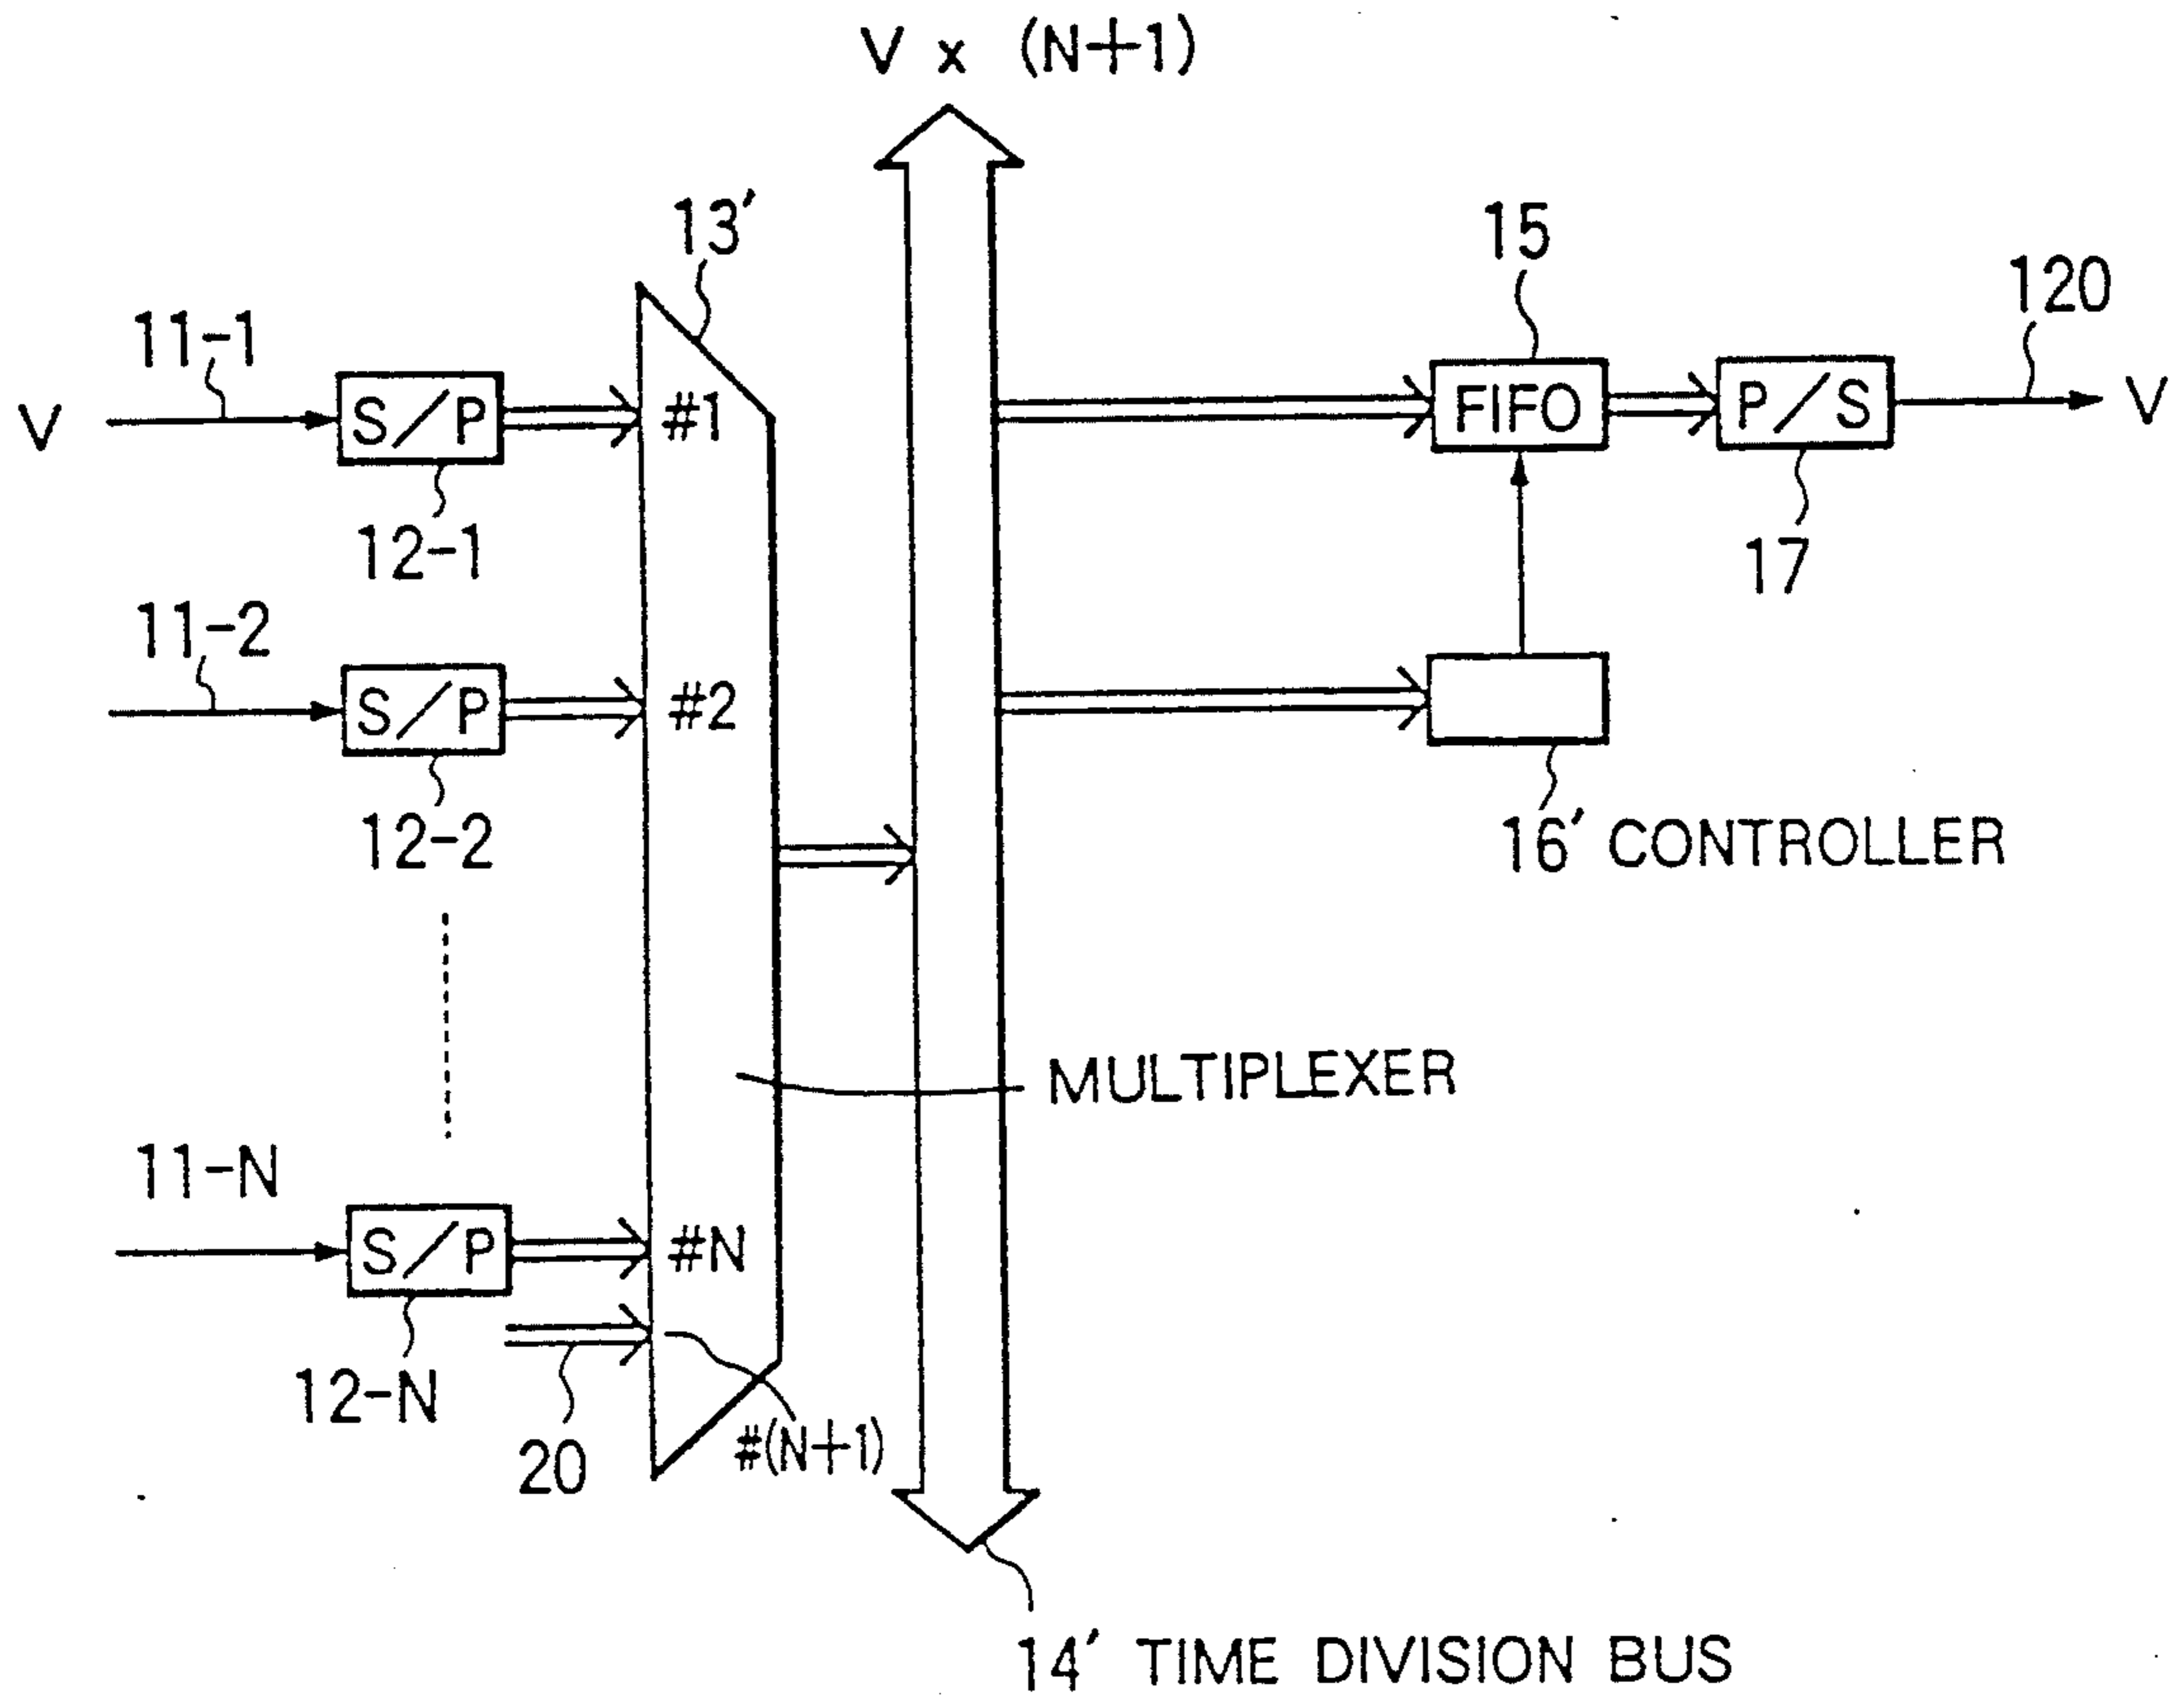 V x (N+1)
13′
15
120
11-1
V
S/P
#1
FIFO
P/S
V
12-1
17
11-2
S/P
#2
12-2
16′ CONTROLLER
MULTIPLEXER
11-N
S/P
#N
12-N
20
#(N+1)
14′ TIME DIVISION BUS